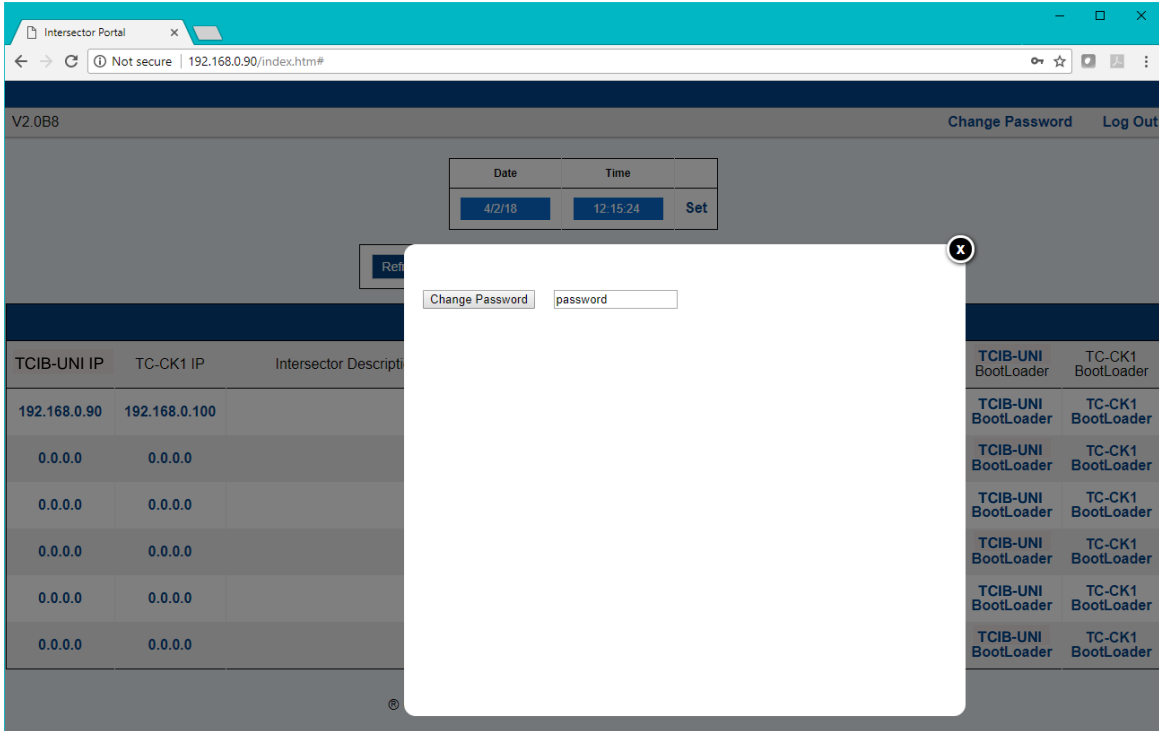 Intersector Portal
Not secure | 192.168.0.90/index.htm#
V2.0B8 Change Password Log Out
Date Time
4/2/18 12:15:24 Set
x
Change Password password
TCIB-UNI IP TC-CK1 IP TCIB-UNI BootLoader TC-CK1 BootLoader
Intersector
192.168.0.90 192.168.0.100 TCIB-UNI BootLoader TC-CK1 BootLoader
0.0.0.0 0.0.0.0 TCIB-UNI BootLoader TC-CK1 BootLoader
0.0.0.0 0.0.0.0 TCIB-UNI BootLoader TC-CK1 BootLoader
0.0.0.0 0.0.0.0 TCIB-UNI BootLoader TC-CK1 BootLoader
0.0.0.0 0.0.0.0 TCIB-UNI BootLoader TC-CK1 BootLoader
0.0.0.0 0.0.0.0 TCIB-UNI BootLoader TC-CK1 BootLoader
®